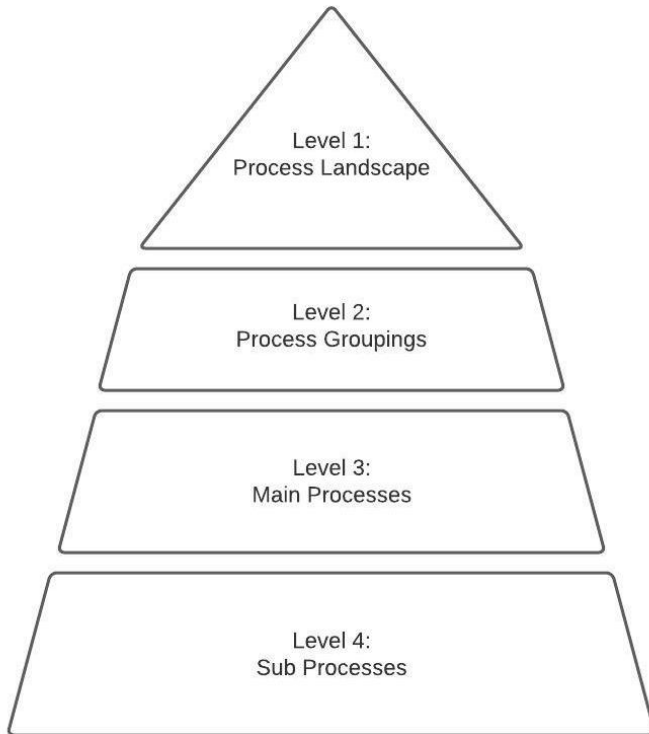 Level 1:
Process Landscape
Level 2:
Process Groupings
Level 3:
Main Processes
Level 4:
Sub Processes